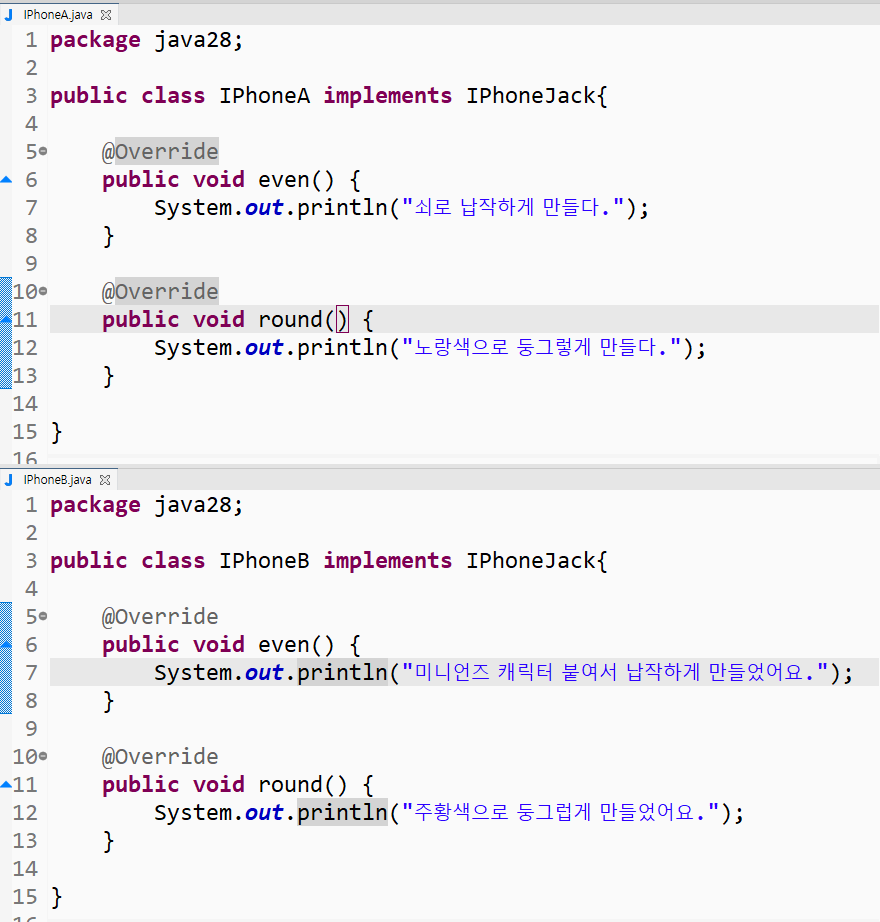 IPhoneA.java
1 package java28;
2
3 public class IPhoneA implements IPhoneJack{
4
5 @Override
6 public void even() {
7 System.out.println("쇠로 납작하게 만들다.");
8 }
9
10 @Override
11 public void round() {
12 System.out.println("노랑색으로 둥그렇게 만들다.");
13 }
14
15 }
16
IPhoneB.java
1 package java28;
2
3 public class IPhoneB implements IPhoneJack{
4
5 @Override
6 public void even() {
7 System.out.println("미니언즈 캐릭터 붙여서 납작하게 만들었어요.");
8 }
9
10 @Override
11 public void round() {
12 System.out.println("주황색으로 둥그럽게 만들었어요.");
13 }
14
15 }
16